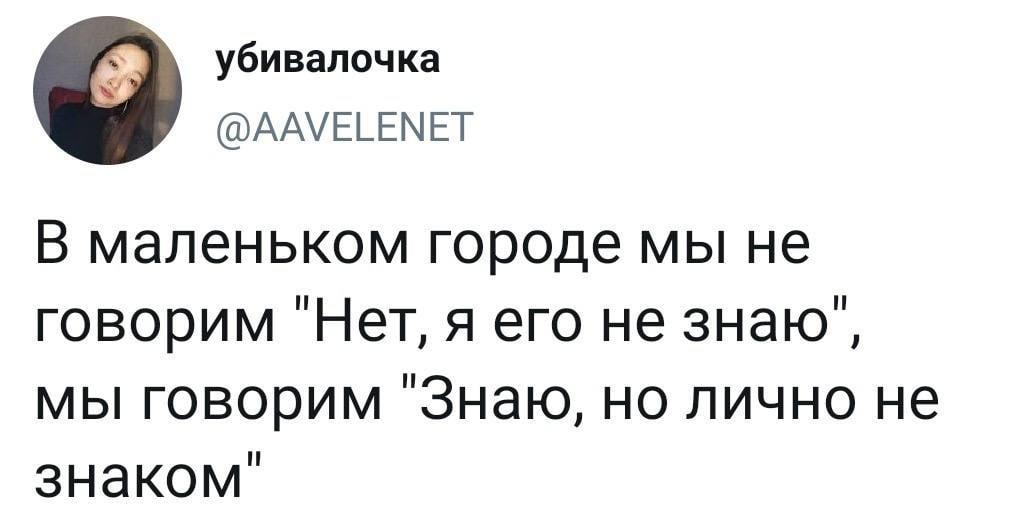 убивалочка
@AAVELENET
В маленьком городе мы не
говорим "Нет, я его не знаю",
мы говорим "Знаю, но лично не
знаком"